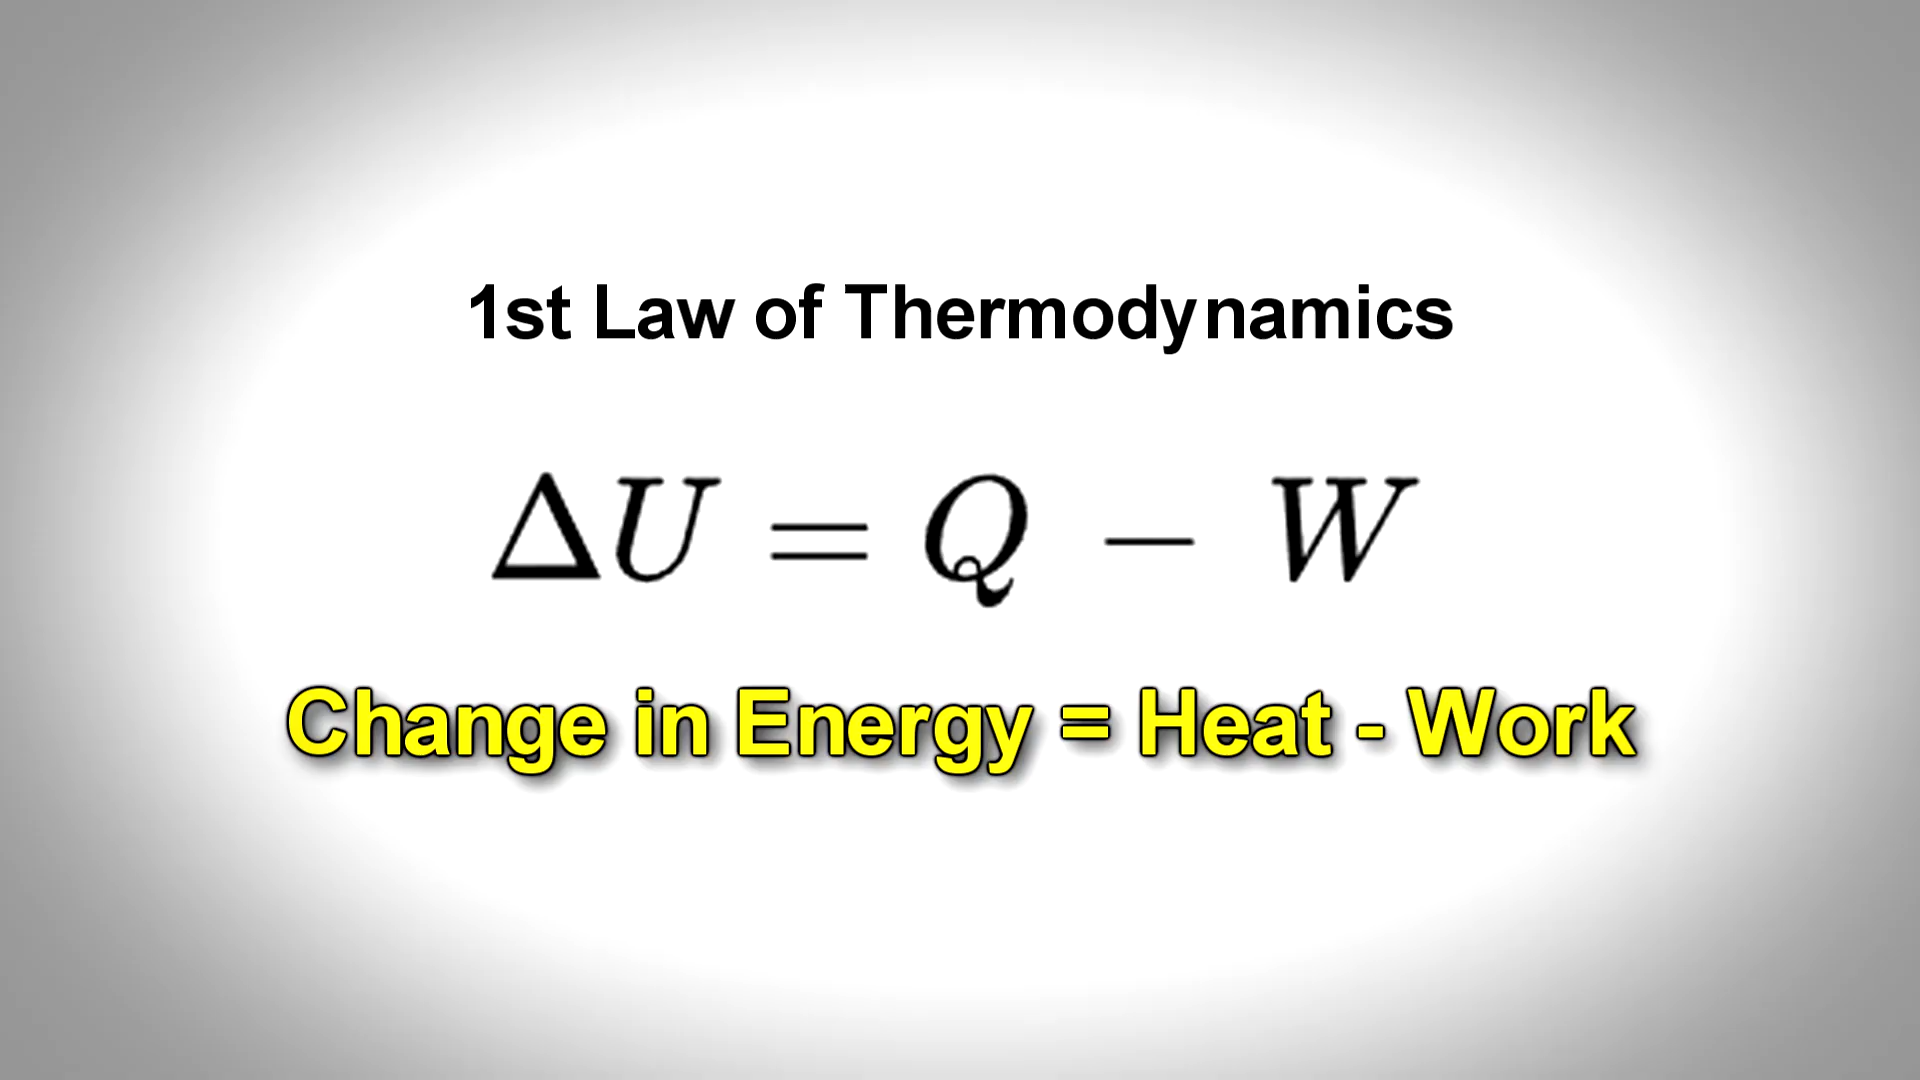 1st Law of Thermodynamics
ΔU = Q − W
Change in Energy = Heat - Work